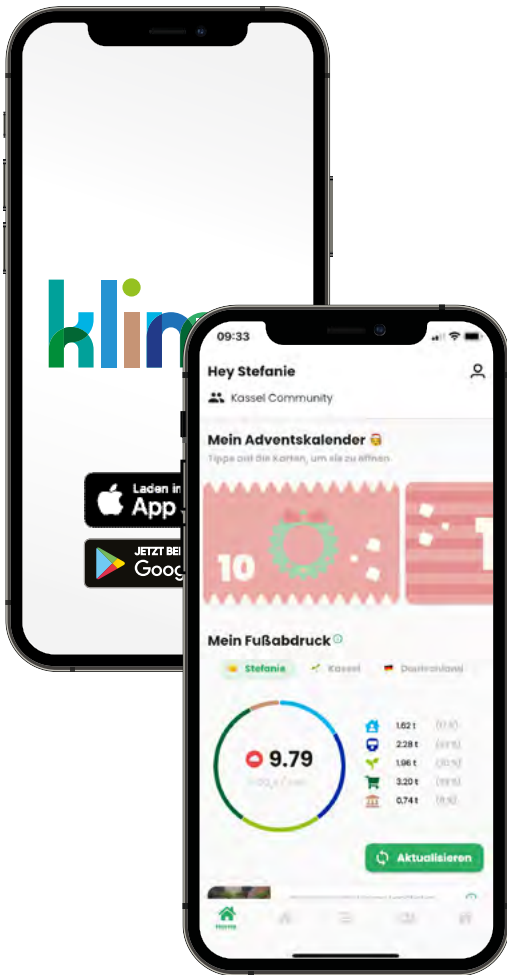 klim
Laden im
App
JETZT BEI
Goog
09:33
Hey Stefanie
Kassel Community
Mein Adventskalender
Tippe auf die Karten, um sie zu öffnen
10
1
Mein Fußabdruck
Stefanie
Kassel
Deutschland
9.79
1.62 t
2.28 t
1.96 t
3.20 t
0.74 t
Aktualisieren
Home